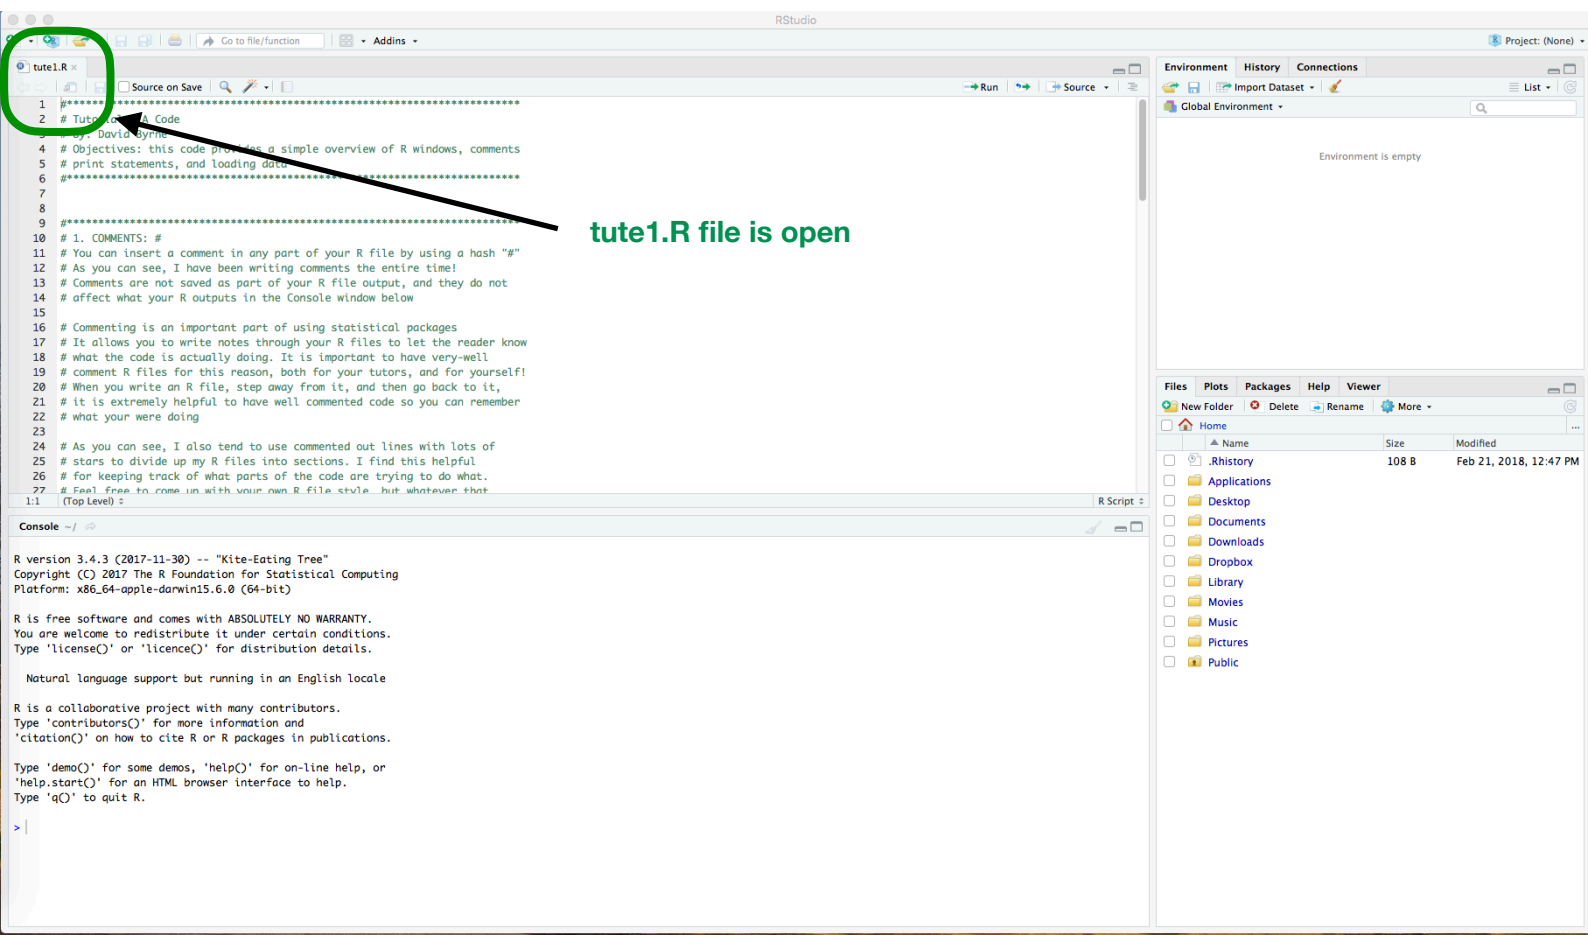 RStudio
Go to file/function
Addins
Project: (None)
tute1.R
Source on Save
Run
Source
1 #*************************************************************************
2 # Tutorial A Code
3 # By: David Byrne
4 # Objectives: this code provides a simple overview of R windows, comments
5 # print statements, and loading data
6 #*************************************************************************
7
8
9 #*************************************************************************
10 # 1. COMMENTS: #
11 # You can insert a comment in any part of your R file by using a hash "#"
12 # As you can see, I have been writing comments the entire time!
13 # Comments are not saved as part of your R file output, and they do not
14 # affect what your R outputs in the Console window below
15
16 # Commenting is an important part of using statistical packages
17 # It allows you to write notes through your R files to let the reader know
18 # what the code is actually doing. It is important to have very-well
19 # comment R files for this reason, both for your tutors, and for yourself!
20 # When you write an R file, step away from it, and then go back to it,
21 # it is extremely helpful to have well commented code so you can remember
22 # what your were doing
23
24 # As you can see, I also tend to use commented out lines with lots of
25 # stars to divide up my R files into sections. I find this helpful
26 # for keeping track of what parts of the code are trying to do what.
27 # Feel free to come up with your own R file style, but whatever that
1:1 (Top Level) R Script
tute1.R file is open
Console ~/
R version 3.4.3 (2017-11-30) -- "Kite-Eating Tree"
Copyright (C) 2017 The R Foundation for Statistical Computing
Platform: x86_64-apple-darwin15.6.0 (64-bit)
R is free software and comes with ABSOLUTELY NO WARRANTY.
You are welcome to redistribute it under certain conditions.
Type 'license()' or 'licence()' for distribution details.
Natural language support but running in an English locale
R is a collaborative project with many contributors.
Type 'contributors()' for more information and
'citation()' on how to cite R or R packages in publications.
Type 'demo()' for some demos, 'help()' for on-line help, or
'help.start()' for an HTML browser interface to help.
Type 'q()' to quit R.
>
Environment History Connections
Import Dataset List
Global Environment
Environment is empty
Files Plots Packages Help Viewer
New Folder Delete Rename More
Home ...
Name Size Modified
.Rhistory 108 B Feb 21, 2018, 12:47 PM
Applications
Desktop
Documents
Downloads
Dropbox
Library
Movies
Music
Pictures
Public